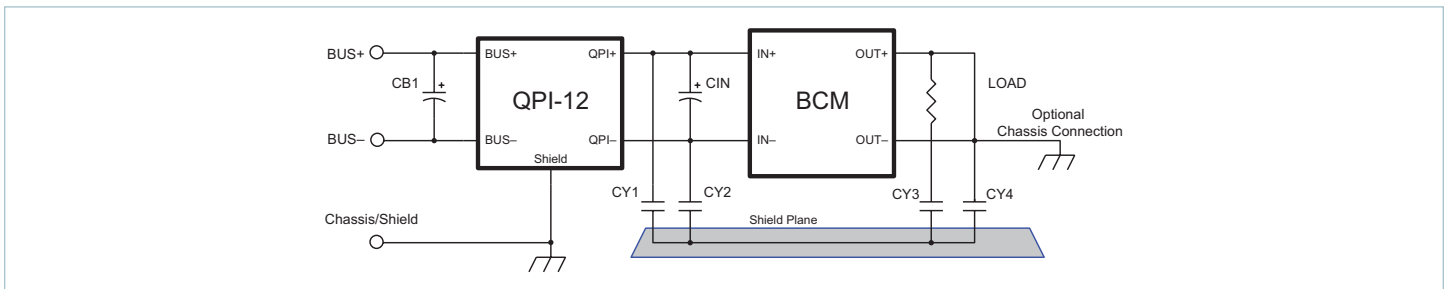 BUS+
CB1
+
BUS–
BUS+
QPI+
QPI-12
BUS–
QPI–
Shield
Chassis/Shield
+
CIN
IN+
OUT+
BCM
IN–
OUT–
LOAD
Optional
Chassis Connection
CY1
CY2
CY3
CY4
Shield Plane